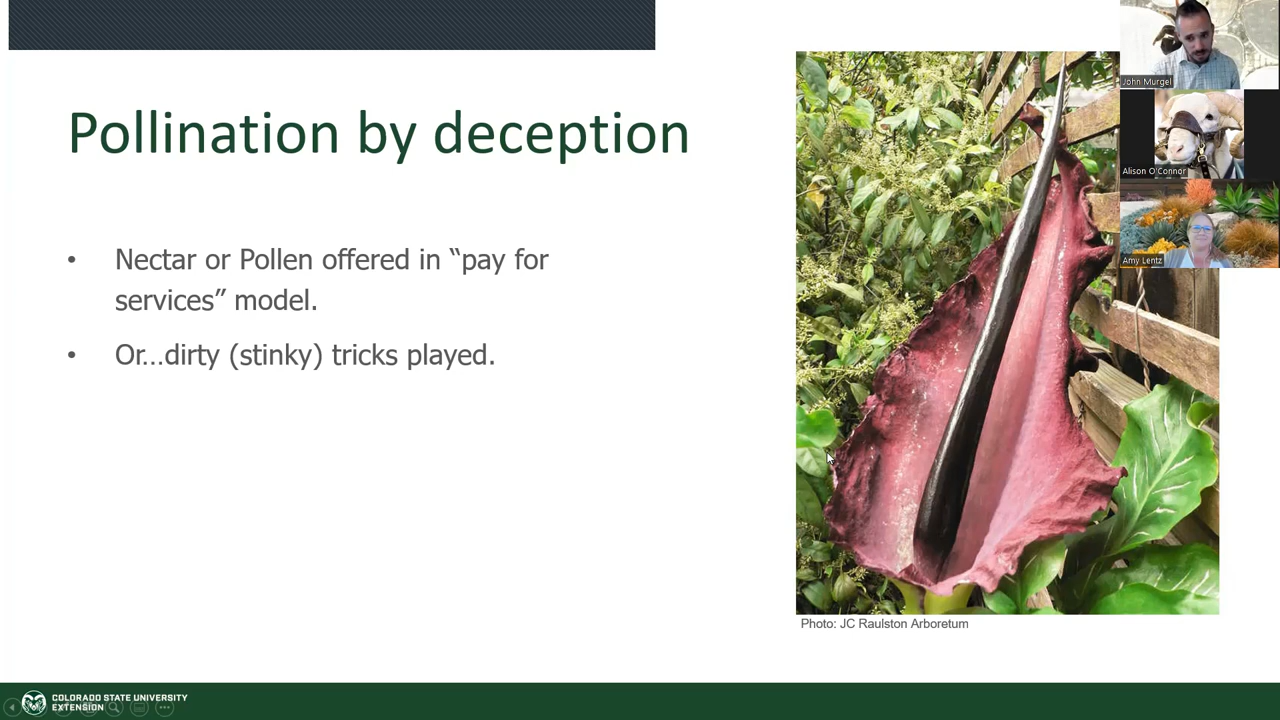 Pollination by deception
• Nectar or Pollen offered in “pay for
services” model.
• Or...dirty (stinky) tricks played.
Photo: JC Raulston Arboretum
John Murgel
Alison O'Connor
Amy Lentz
COLORADO STATE UNIVERSITY
EXTENSION